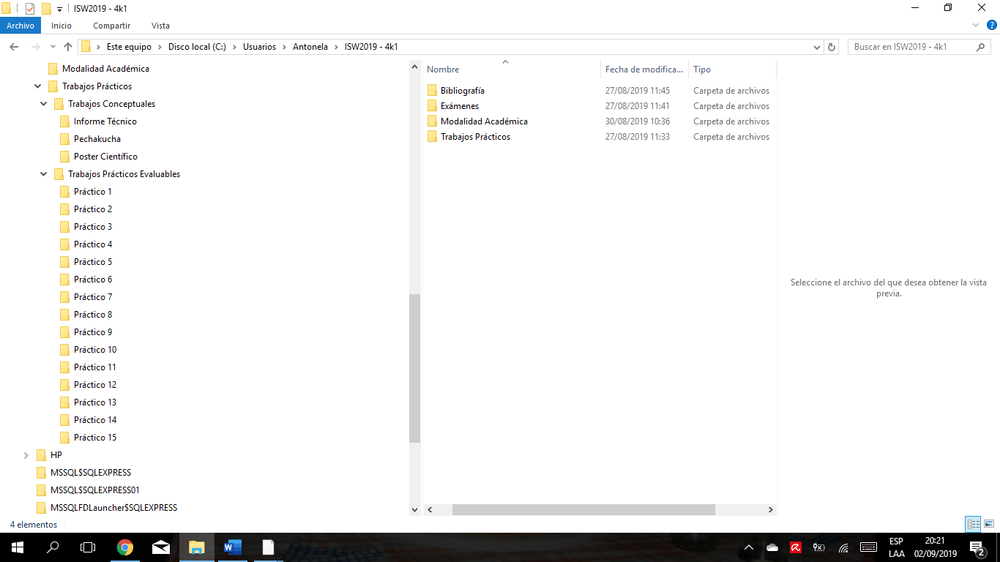 ISW2019 - 4k1
Archivo Inicio Compartir Vista
Este equipo Disco local (C:) Usuarios Antonela ISW2019 - 4k1
Buscar en ISW2019 - 4k1
Modalidad Académica
Trabajos Prácticos
Trabajos Conceptuales
Informe Técnico
Pechakucha
Poster Científico
Trabajos Prácticos Evaluables
Práctico 1
Práctico 2
Práctico 3
Práctico 4
Práctico 5
Práctico 6
Práctico 7
Práctico 8
Práctico 9
Práctico 10
Práctico 11
Práctico 12
Práctico 13
Práctico 14
Práctico 15
HP
MSSQL$SQLEXPRESS
MSSQL$SQLEXPRESS01
MSSQLFDLauncher$SQLEXPRESS
Nombre Fecha de modifica... Tipo
Bibliografía 27/08/2019 11:45 Carpeta de archivos
Exámenes 27/08/2019 11:41 Carpeta de archivos
Modalidad Académica 30/08/2019 10:36 Carpeta de archivos
Trabajos Prácticos 27/08/2019 11:33 Carpeta de archivos
Seleccione el archivo del que desea obtener la vista
previa.
4 elementos
ESP
LAA
20:21
02/09/2019
2